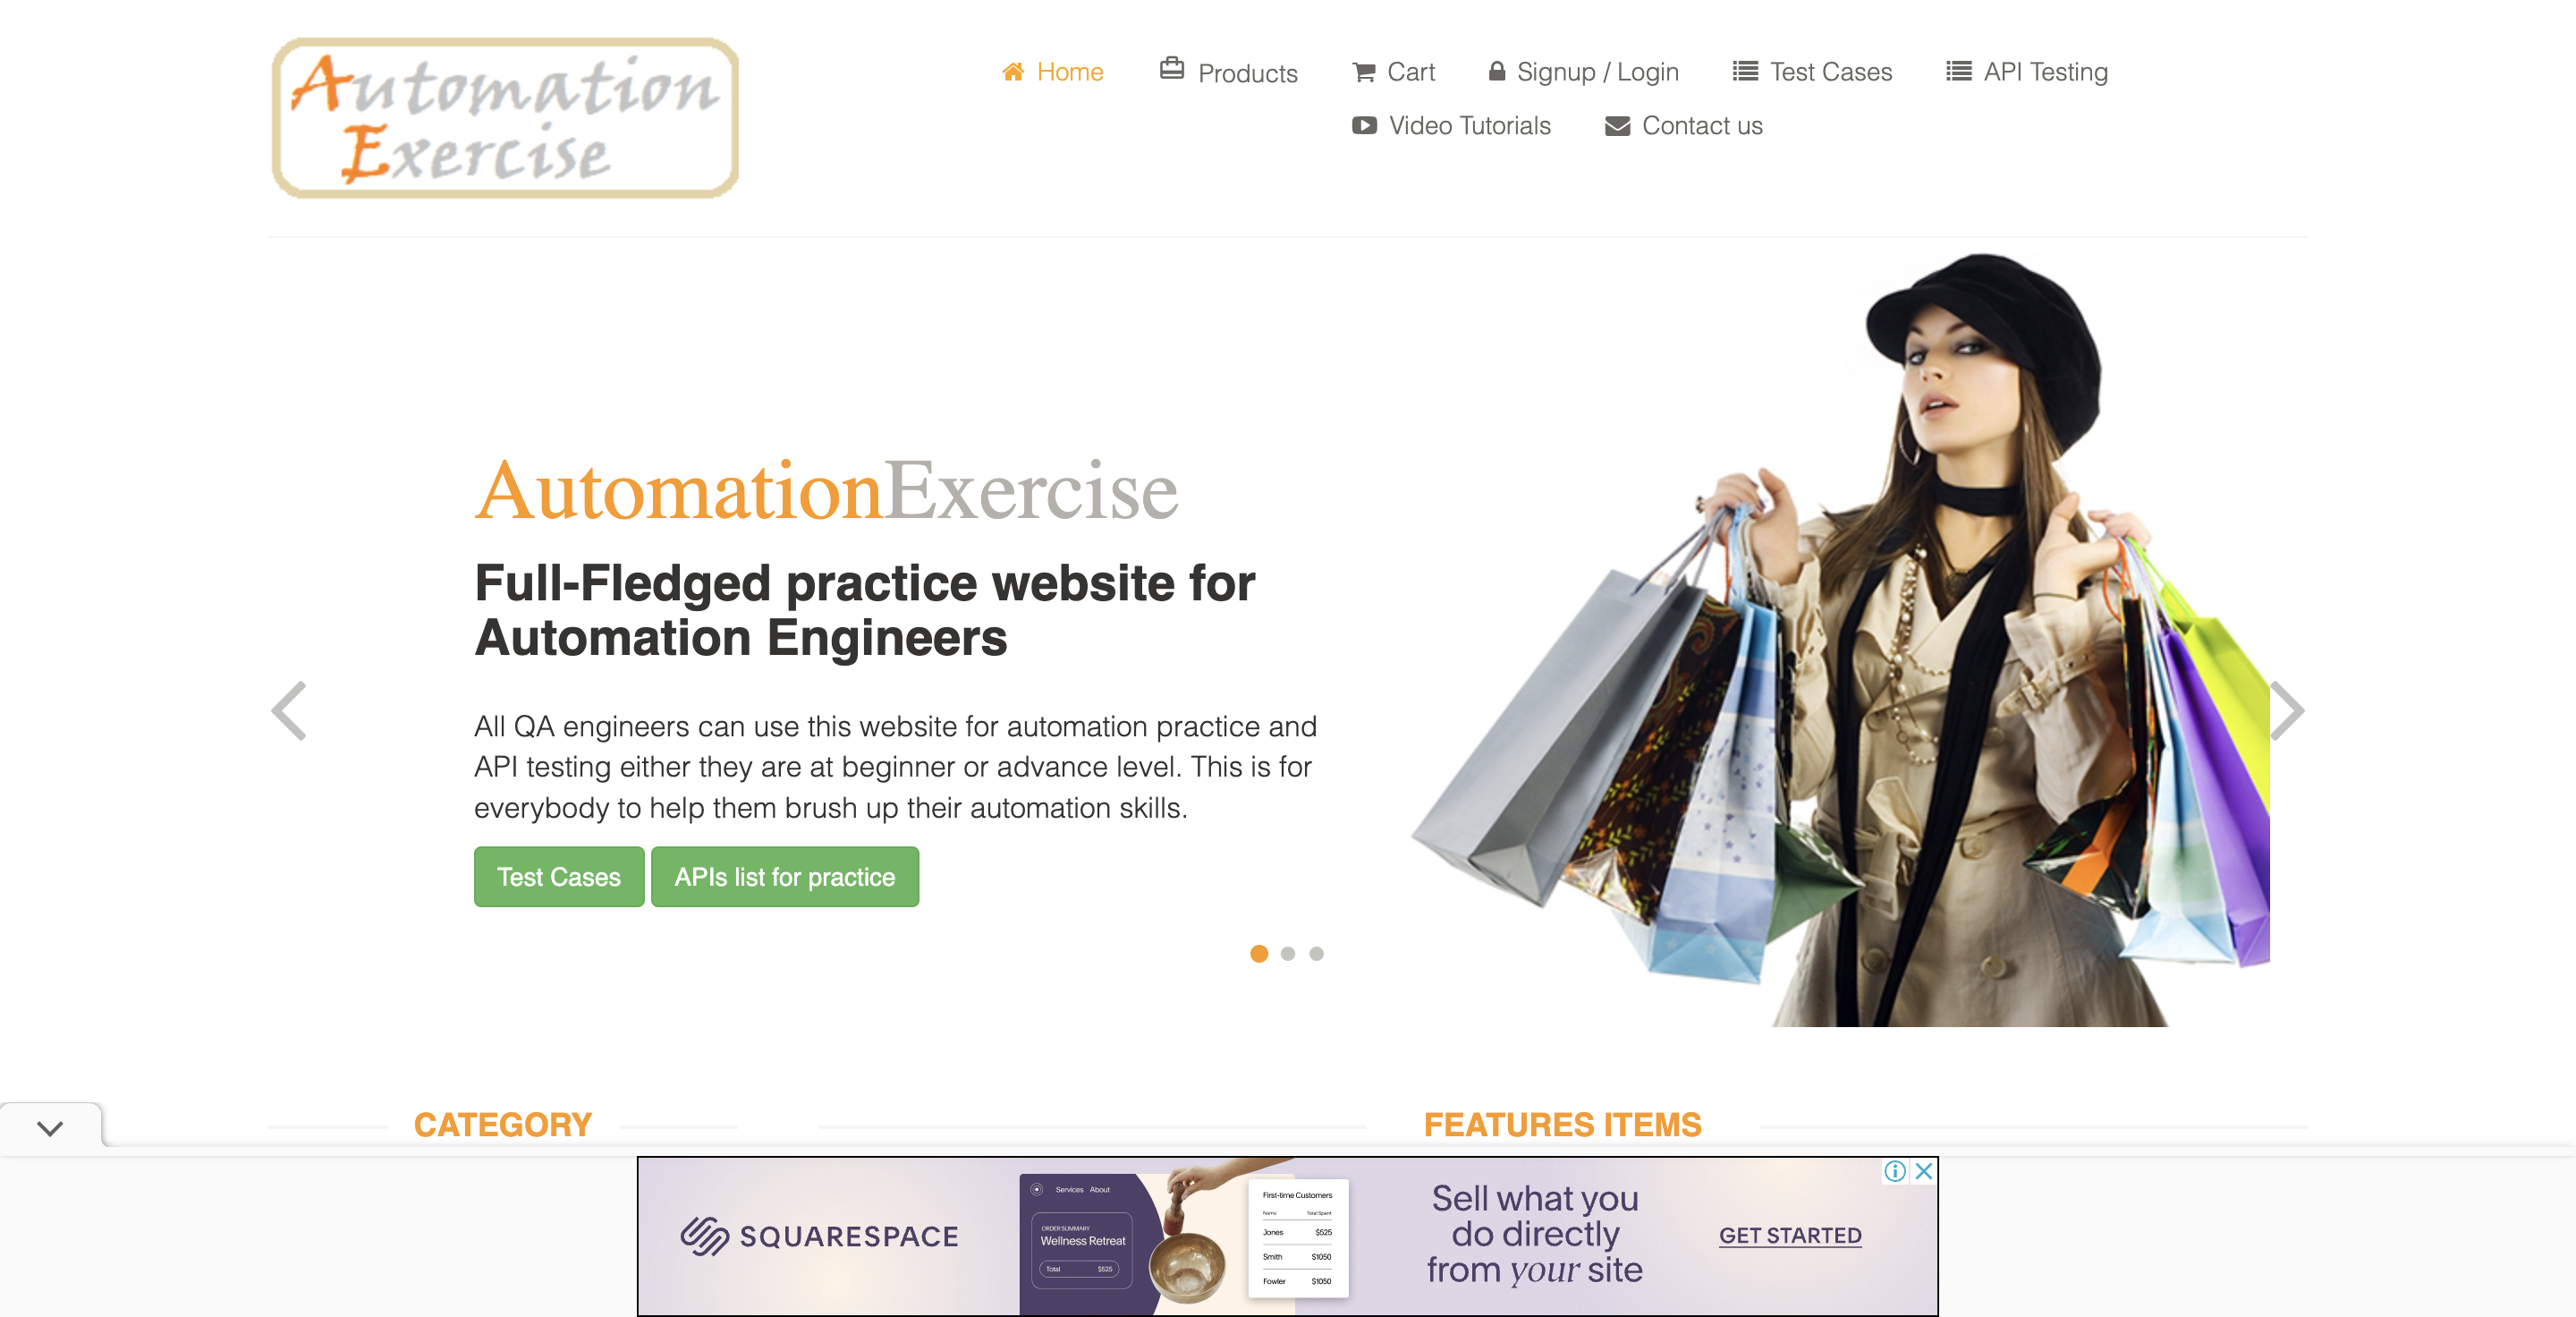 Automation
Exercise
Home Products Cart Signup / Login Test Cases API Testing
Video Tutorials Contact us
AutomationExercise
Full-Fledged practice website for
Automation Engineers
All QA engineers can use this website for automation practice and
API testing either they are at beginner or advance level. This is for
everybody to help them brush up their automation skills.
Test Cases APIs list for practice
CATEGORY
FEATURES ITEMS
SQUARESPACE
Services About
ORDER SUMMARY
Wellness Retreat
Total $525
First-time Customers
Name Total Spent
Jones $525
Smith $1050
Fowler $1050
Sell what you
do directly
from your site
GET STARTED